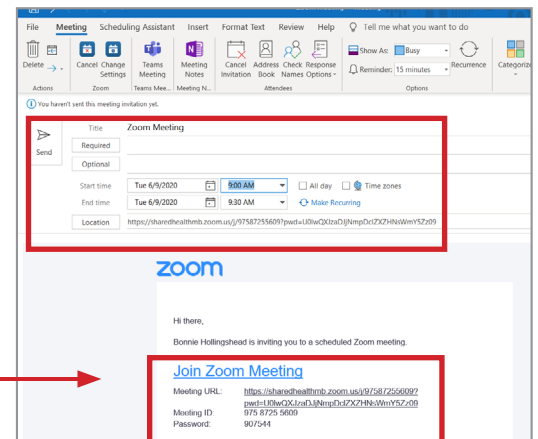 File Meeting Scheduling Assistant Insert Format Text Review Help Tell me what you want to do
Delete Cancel Change Settings Teams Meeting Meeting Notes Cancel Invitation Address Book Check Names Response Options Show As: Busy Recurrence Categorize
Reminder: 15 minutes
Actions Zoom Teams Mee... Meeting N... Attendees Options
You haven't sent this meeting invitation yet.
Title Zoom Meeting
Send
Required
Optional
Start time Tue 6/9/2020 9:00 AM All day Time zones
End time Tue 6/9/2020 9:30 AM Make Recurring
Location https://sharedhealthmb.zoom.us/j/97587255609?pwd=U0lwQXJzaDJjNmpDclZXZHNsWmY5Zz09
zoom
Hi there,
Bonnie Hollingshead is inviting you to a scheduled Zoom meeting.
Join Zoom Meeting
Meeting URL: https://sharedhealthmb.zoom.us/j/97587255609?
pwd=U0lwQXJzaDJjNmpDclZXZHNsWmY5Zz09
Meeting ID: 975 8725 5609
Password: 907544